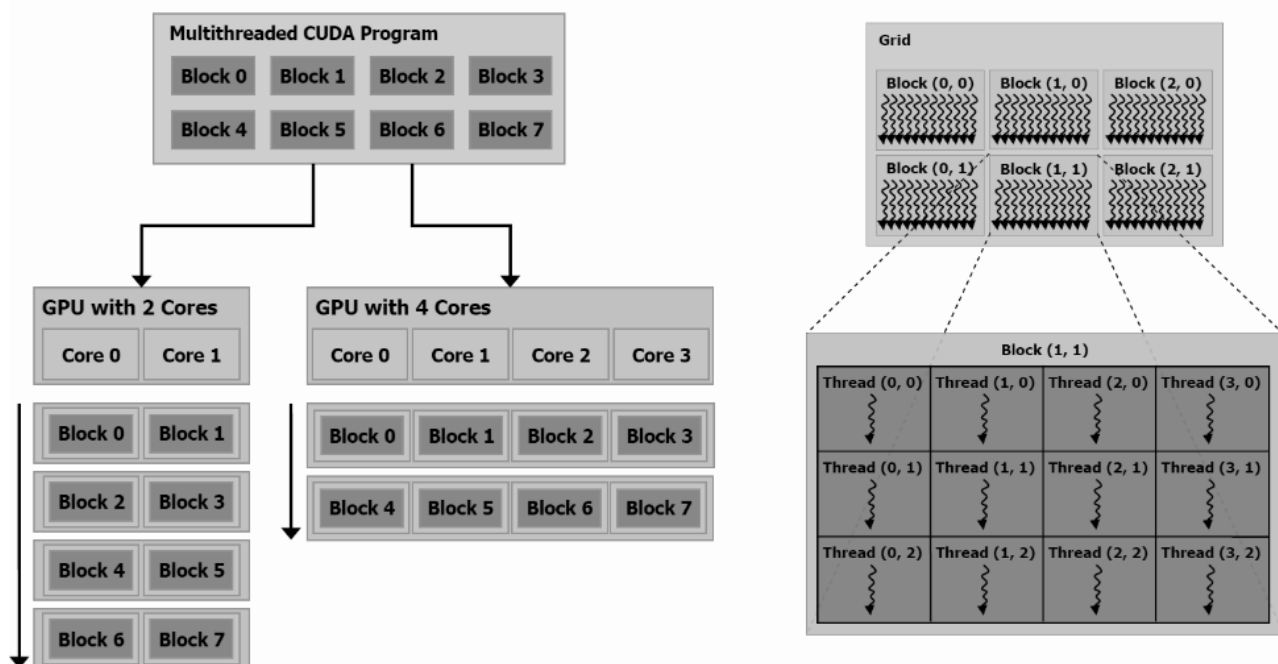 Multithreaded CUDA Program
Block 0 Block 1 Block 2 Block 3
Block 4 Block 5 Block 6 Block 7
GPU with 2 Cores
Core 0 Core 1
Block 0 Block 1
Block 2 Block 3
Block 4 Block 5
Block 6 Block 7
GPU with 4 Cores
Core 0 Core 1 Core 2 Core 3
Block 0 Block 1 Block 2 Block 3
Block 4 Block 5 Block 6 Block 7
Grid
Block (0, 0) Block (1, 0) Block (2, 0)
Block (0, 1) Block (1, 1) Block (2, 1)
Block (1, 1)
Thread (0, 0) Thread (1, 0) Thread (2, 0) Thread (3, 0)
Thread (0, 1) Thread (1, 1) Thread (2, 1) Thread (3, 1)
Thread (0, 2) Thread (1, 2) Thread (2, 2) Thread (3, 2)